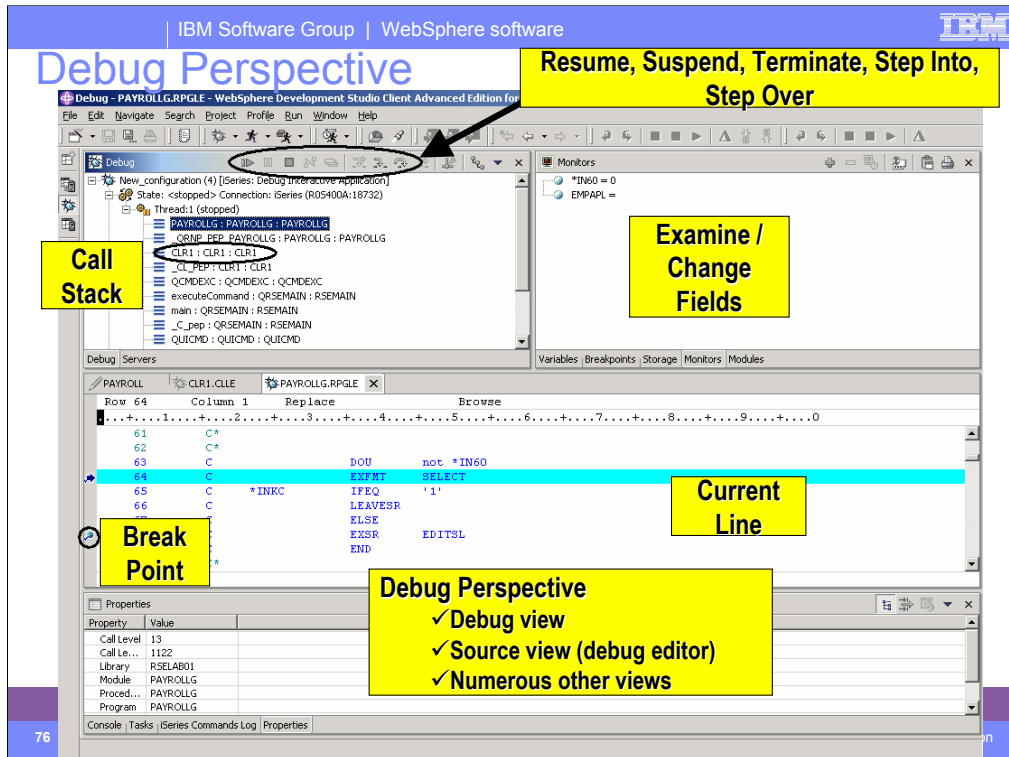 IBM Software Group | WebSphere software
IBM
Debug Perspective
Resume, Suspend, Terminate, Step Into,
Step Over
Debug - PAYROLLG.RPGLE - WebSphere Development Studio Client Advanced Edition for
File Edit Navigate Search Project Profile Run Window Help
Debug
New_configuration (4) [iSeries: Debug Interactive Application]
State: <stopped> Connection: iSeries (R05400A:18732)
Thread:1 (stopped)
PAYROLLG : PAYROLLG : PAYROLLG
_QRNP_PEP_PAYROLLG : PAYROLLG : PAYROLLG
CLR1 : CLR1 : CLR1
_CL_PEP : CLR1 : CLR1
QCMDEXC : QCMDEXC : QCMDEXC
executeCommand : QRSEMAIN : RSEMAIN
main : QRSEMAIN : RSEMAIN
_C_pep : QRSEMAIN : RSEMAIN
QUICMD : QUICMD : QUICMD
Debug Servers
Call
Stack
Monitors
*IN60 = 0
EMPAPL =
Examine /
Change
Fields
Variables Breakpoints Storage Monitors Modules
PAYROLL CLR1.CLLE PAYROLLG.RPGLE
Row 64 Column 1 Replace Browse
....+....1....+....2....+....3....+....4....+....5....+....6....+....7....+....8....+....9....+....0
61 C*
62 C*
63 C DOU not *IN60
64 C EXFMT SELECT
65 C *INKC IFEQ '1'
66 C LEAVESR
ELSE
EXSR EDITSL
END
Current
Line
Break
Point
Debug Perspective
✓Debug view
✓Source view (debug editor)
✓Numerous other views
Properties
Property Value
Call Level 13
Call Le... 1122
Library RSELAB01
Module PAYROLLG
Proced... PAYROLLG
Program PAYROLLG
Console Tasks iSeries Commands Log Properties
76